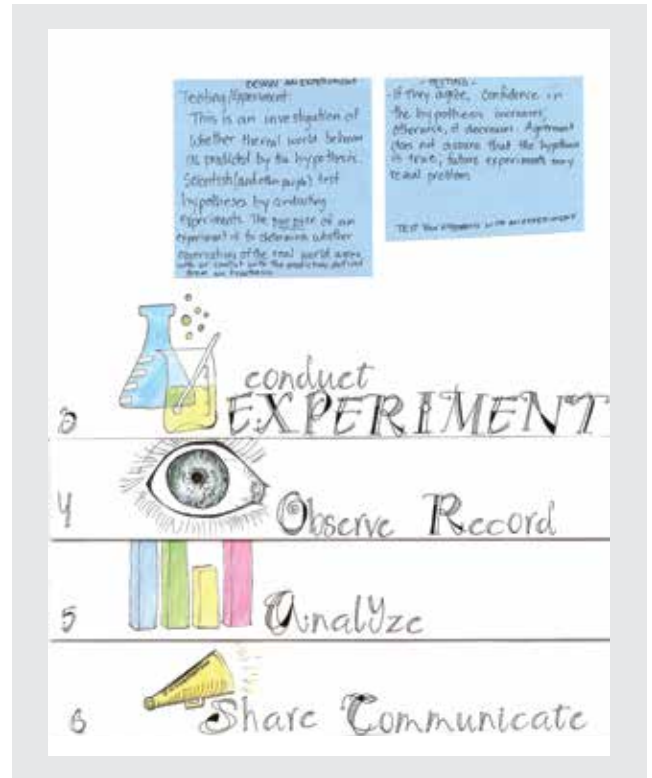 DESIGN AN EXPERIMENT
Testing/Experiment:
This is an investigation of
whether the real world behaves
as predicted by the hypothesis.
Scientists (and other people) test
hypotheses by conducting
experiments. The purpose of an
experiment is to determine whether
observations of the real world agree
with or conflict with the predictions derived
from an hypothesis
- TESTING -
- If they agree, confidence in
the hypothesis increases;
otherwise, it decreases. Agreement
does not assure that the hypothesis
is true; future experiments may
reveal problems
TEST YOUR HYPOTHESIS WITH AN EXPERIMENT
3
conduct
EXPERIMENT
4
Observe Record
5
Analyze
6
Share Communicate